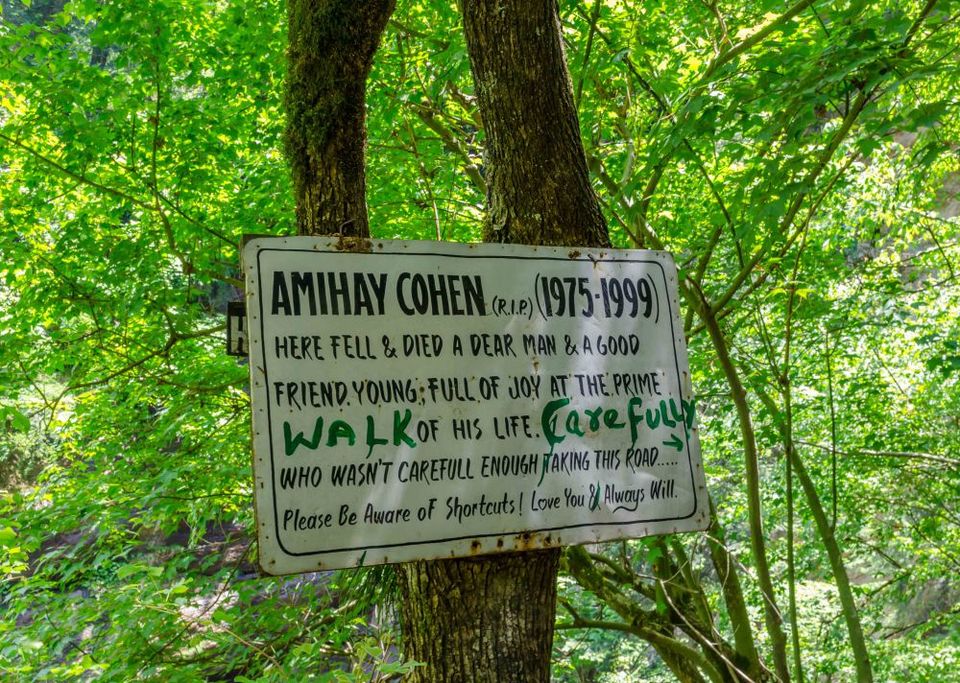 AMIHAY COHEN (R.I.P.) (1975-1999)
HERE FELL & DIED A DEAR MAN & A GOOD
FRIEND YOUNG, FULL OF JOY AT THE PRIME
WALK OF HIS LIFE. Carefully →
WHO WASN'T CAREFULL ENOUGH TAKING THIS ROAD.....
Please Be Aware of Shortcuts! Love You & Always Will.
H